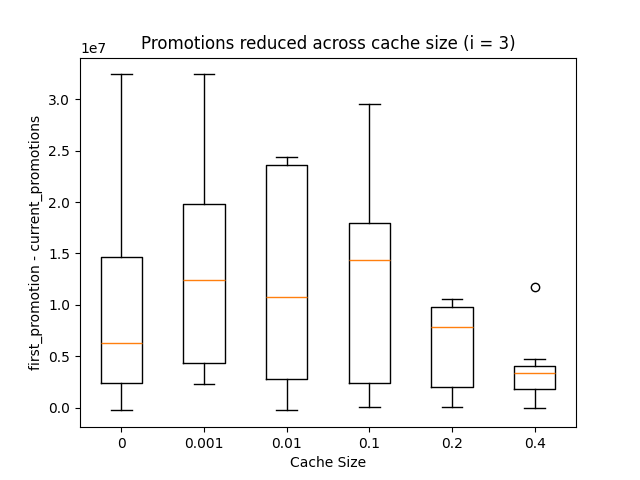 Promotions reduced across cache size (i = 3)
1e7
3.0
2.5
2.0
1.5
1.0
0.5
0.0
first_promotion - current_promotions
0 0.001 0.01 0.1 0.2 0.4
Cache Size